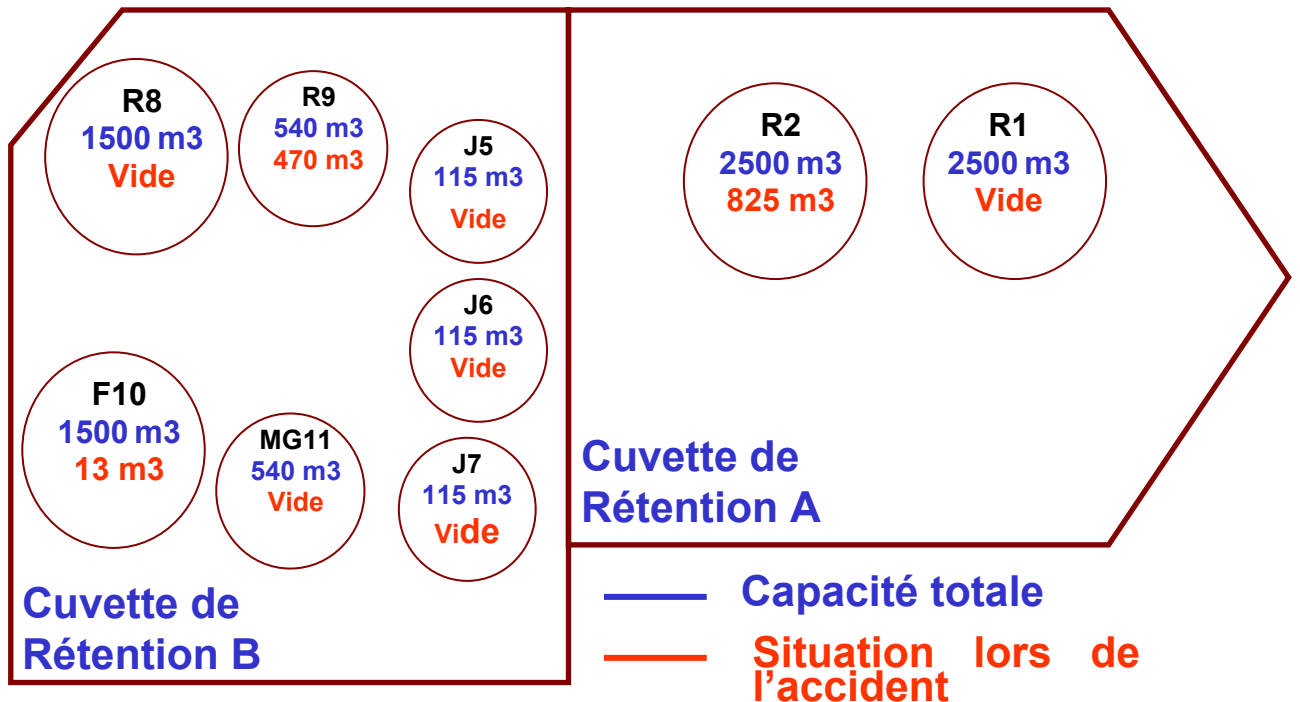 R8
1500 m3
Vide
R9
540 m3
470 m3
J5
115 m3
Vide
R2
2500 m3
825 m3
R1
2500 m3
Vide
J6
115 m3
Vide
F10
1500 m3
13 m3
MG11
540 m3
Vide
J7
115 m3
Vide
Cuvette de
Rétention A
Cuvette de
Rétention B
Capacité totale
Situation lors de
l’accident